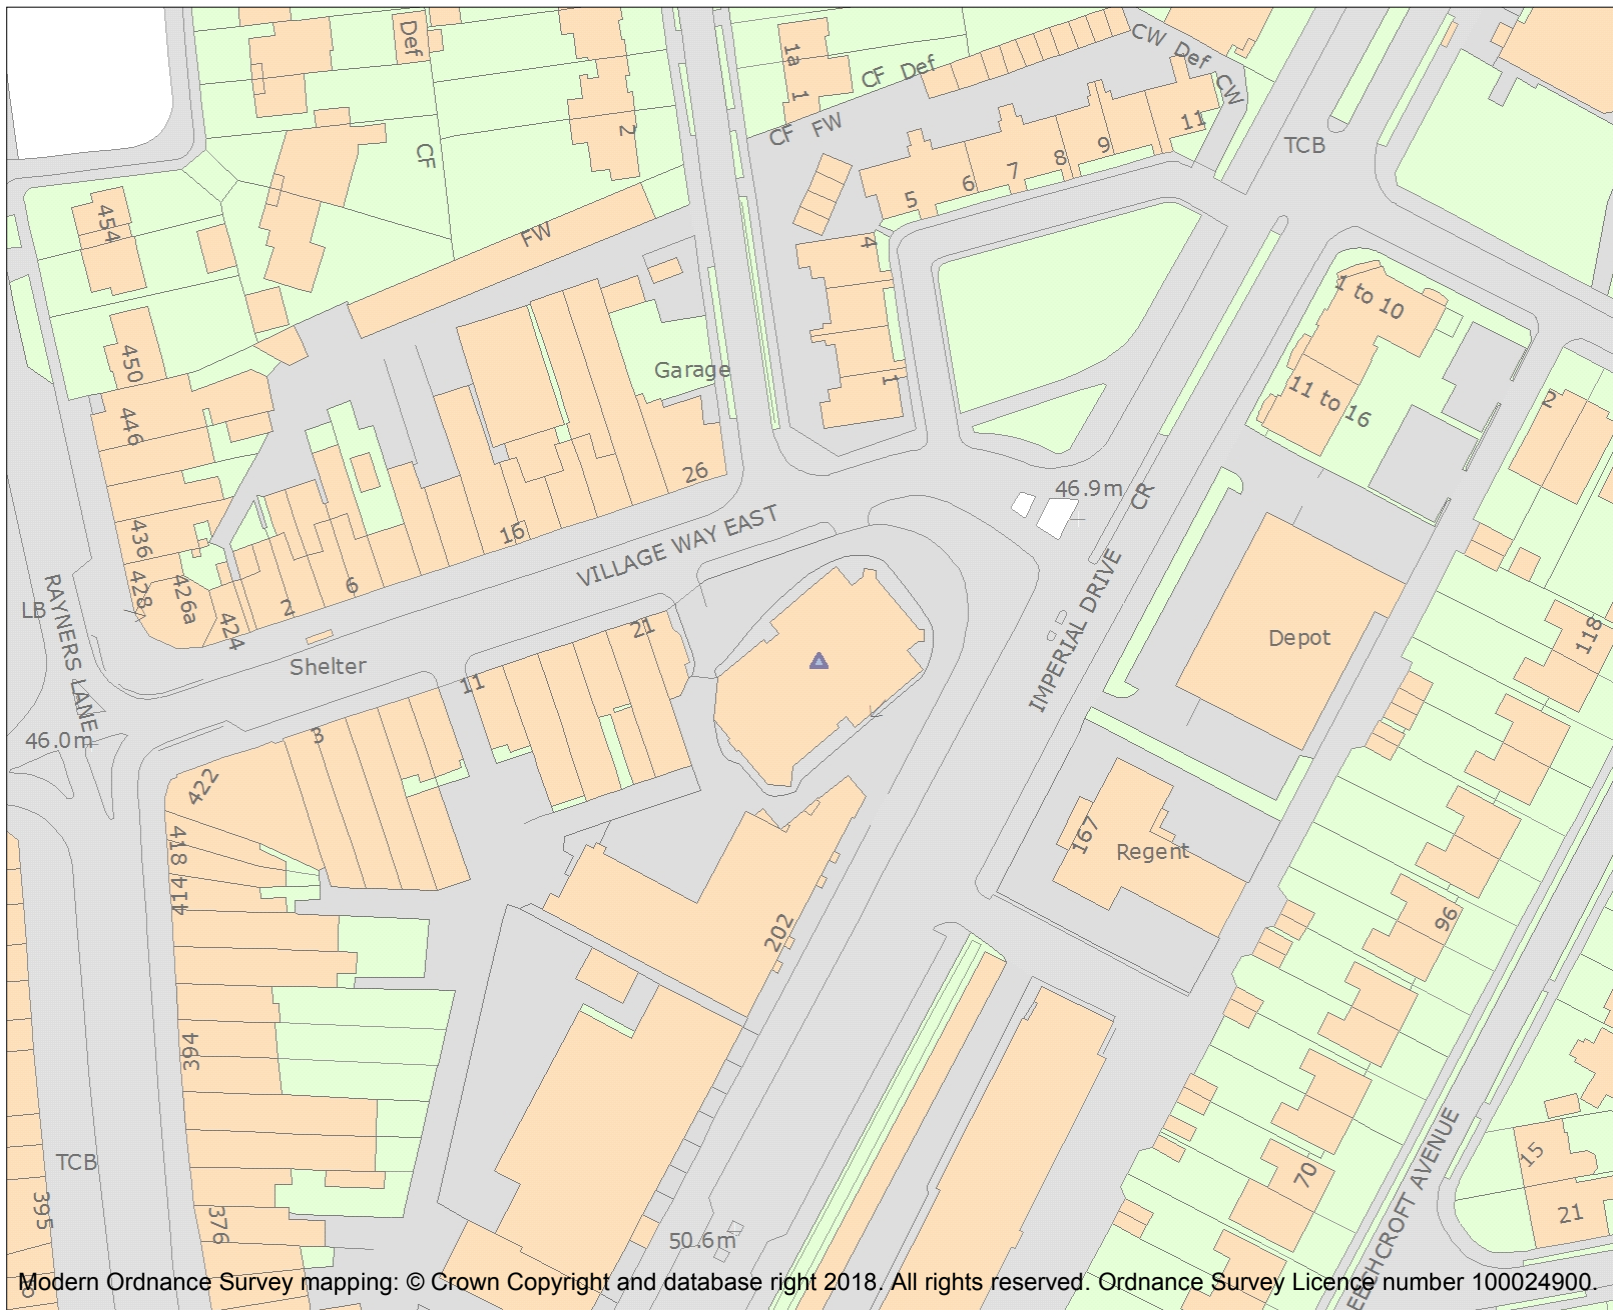 Def
1a
1
CF Def
CW Def CW
CF FW
2
CF
11
TCB
9
8
7
6
5
454
FW
4
1 to 10
450
Garage
1
11 to 16
2
446
26
46.9m
CR
436
16
VILLAGE WAY EAST
428
426a
6
2
424
LB
RAYNERS LANE
21
IMPERIAL DRIVE
Depot
118
Shelter
11
46.0m
3
422
418
414
167
Regent
202
96
394
TCB
15
70
395
376
21
50.6m
EECHCROFT AVENUE
Modern Ordnance Survey mapping: © Crown Copyright and database right 2018. All rights reserved. Ordnance Survey Licence number 100024900.